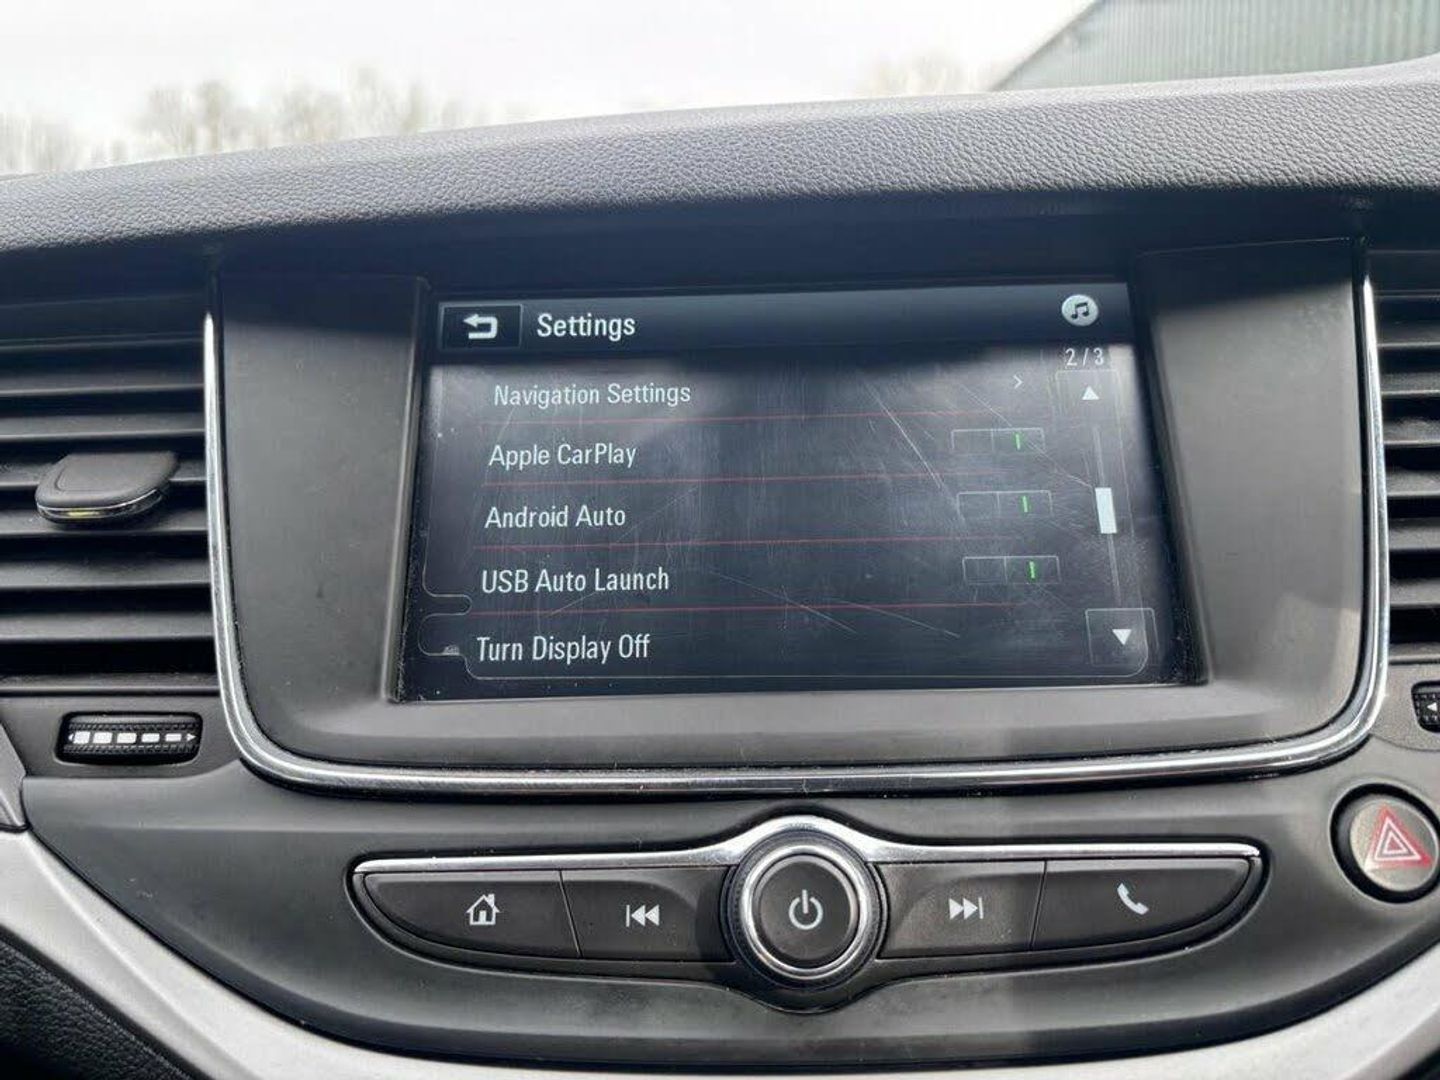 Settings
2/3
Navigation Settings
Apple CarPlay
Android Auto
USB Auto Launch
Turn Display Off